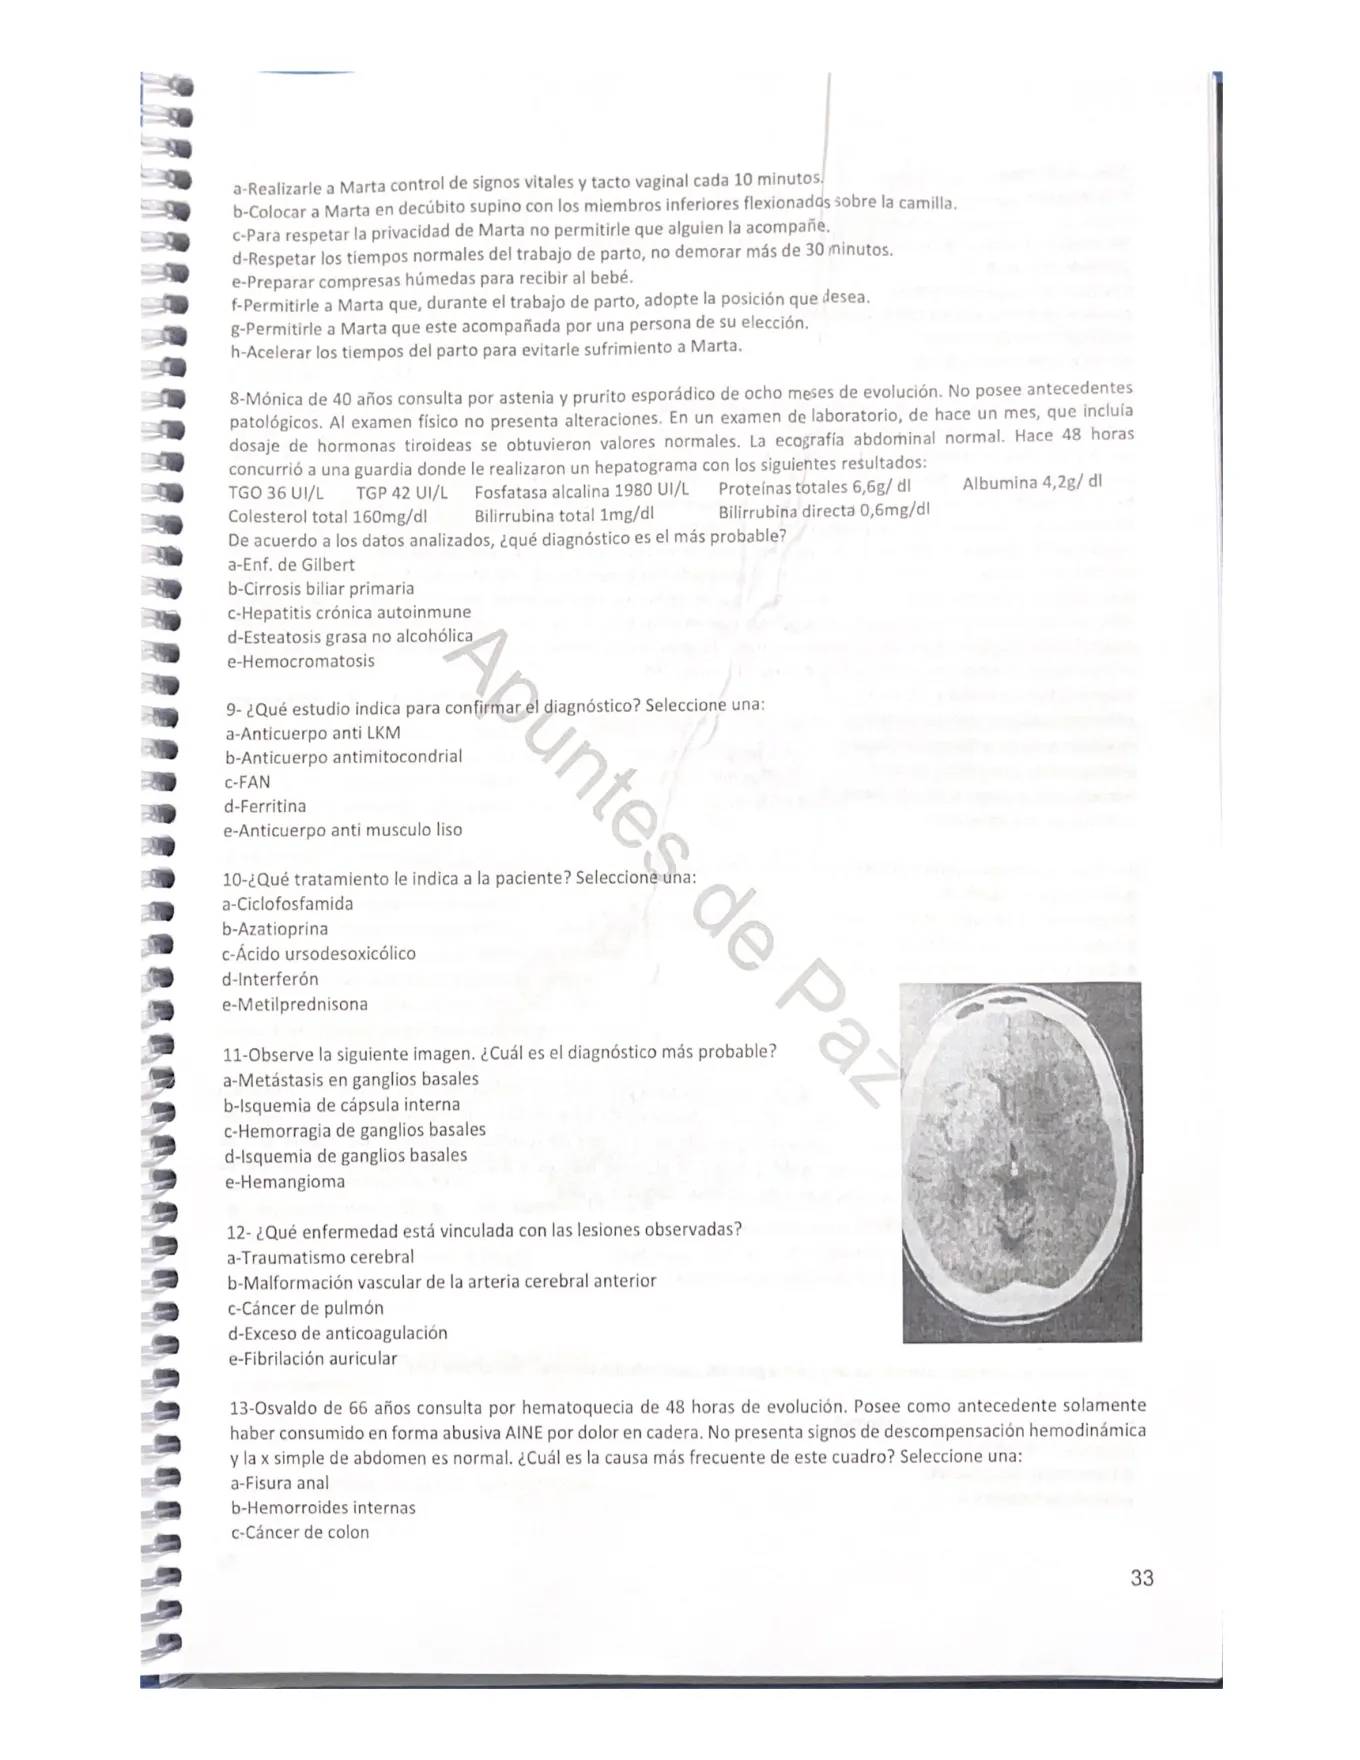 a-Realizarle a Marta control de signos vitales y tacto vaginal cada 10 minutos.
b-Colocar a Marta en decúbito supino con los miembros inferiores flexionados sobre la camilla.
c-Para respetar la privacidad de Marta no permitirle que alguien la acompañe.
d-Respetar los tiempos normales del trabajo de parto, no demorar más de 30 minutos.
e-Preparar compresas húmedas para recibir al bebé.
f-Permitirle a Marta que, durante el trabajo de parto, adopte la posición que desea.
g-Permitirle a Marta que este acompañada por una persona de su elección.
h-Acelerar los tiempos del parto para evitarle sufrimiento a Marta.
8-Mónica de 40 años consulta por astenia y prurito esporádico de ocho meses de evolución. No posee antecedentes
patológicos. Al examen físico no presenta alteraciones. En un examen de laboratorio, de hace un mes, que incluía
dosaje de hormonas tiroideas se obtuvieron valores normales. La ecografía abdominal normal. Hace 48 horas
concurrió a una guardia donde le realizaron un hepatograma con los siguientes resultados:
TGO 36 UI/L TGP 42 UI/L Fosfatasa alcalina 1980 UI/L Proteínas totales 6,6g/ dl Albumina 4,2g/ dl
Colesterol total 160mg/dl Bilirrubina total 1mg/dl Bilirrubina directa 0,6mg/dl
De acuerdo a los datos analizados, ¿qué diagnóstico es el más probable?
a-Enf. de Gilbert
b-Cirrosis biliar primaria
c-Hepatitis crónica autoinmune
d-Esteatosis grasa no alcohólica
e-Hemocromatosis
9- ¿Qué estudio indica para confirmar el diagnóstico? Seleccione una:
a-Anticuerpo anti LKM
b-Anticuerpo antimitocondrial
c-FAN
d-Ferritina
e-Anticuerpo anti musculo liso
10-¿Qué tratamiento le indica a la paciente? Seleccione una:
a-Ciclofosfamida
b-Azatioprina
c-Ácido ursodesoxicólico
d-Interferón
e-Metilprednisona
11-Observe la siguiente imagen. ¿Cuál es el diagnóstico más probable?
a-Metástasis en ganglios basales
b-Isquemia de cápsula interna
c-Hemorragia de ganglios basales
d-Isquemia de ganglios basales
e-Hemangioma
12- ¿Qué enfermedad está vinculada con las lesiones observadas?
a-Traumatismo cerebral
b-Malformación vascular de la arteria cerebral anterior
c-Cáncer de pulmón
d-Exceso de anticoagulación
e-Fibrilación auricular
13-Osvaldo de 66 años consulta por hematoquecia de 48 horas de evolución. Posee como antecedente solamente
haber consumido en forma abusiva AINE por dolor en cadera. No presenta signos de descompensación hemodinámica
y la x simple de abdomen es normal. ¿Cuál es la causa más frecuente de este cuadro? Seleccione una:
a-Fisura anal
b-Hemorroides internas
c-Cáncer de colon
33
Apuntes de Paz